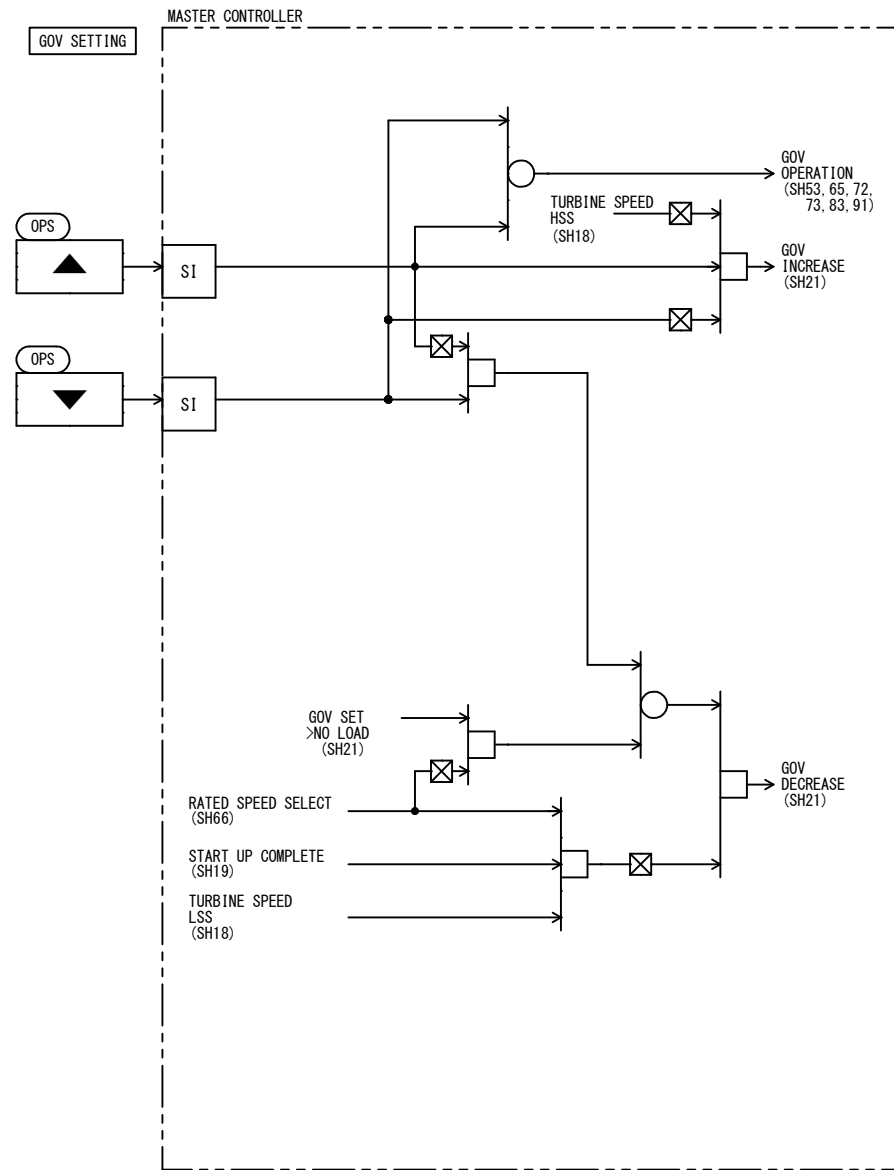 MASTER CONTROLLER
GOV SETTING
GOV
OPERATION
(SH53,65,72,
73,83,91)
TURBINE SPEED
HSS
(SH18)
OPS
SI
GOV
INCREASE
(SH21)
OPS
SI
GOV SET
>NO LOAD
(SH21)
GOV
DECREASE
(SH21)
RATED SPEED SELECT
(SH66)
START UP COMPLETE
(SH19)
TURBINE SPEED
LSS
(SH18)